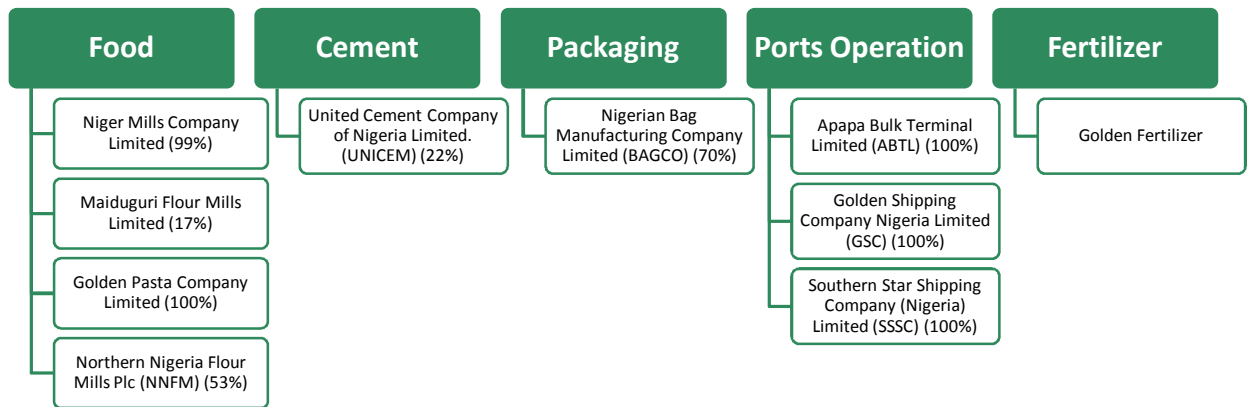 Food
Niger Mills Company
Limited (99%)
Maiduguri Flour Mills
Limited (17%)
Golden Pasta Company
Limited (100%)
Northern Nigeria Flour
Mills Plc (NNFM) (53%)
Cement
United Cement Company
of Nigeria Limited.
(UNICEM) (22%)
Packaging
Nigerian Bag
Manufacturing Company
Limited (BAGCO) (70%)
Ports Operation
Apapa Bulk Terminal
Limited (ABTL) (100%)
Golden Shipping
Company Nigeria Limited
(GSC) (100%)
Southern Star Shipping
Company (Nigeria)
Limited (SSSC) (100%)
Fertilizer
Golden Fertilizer